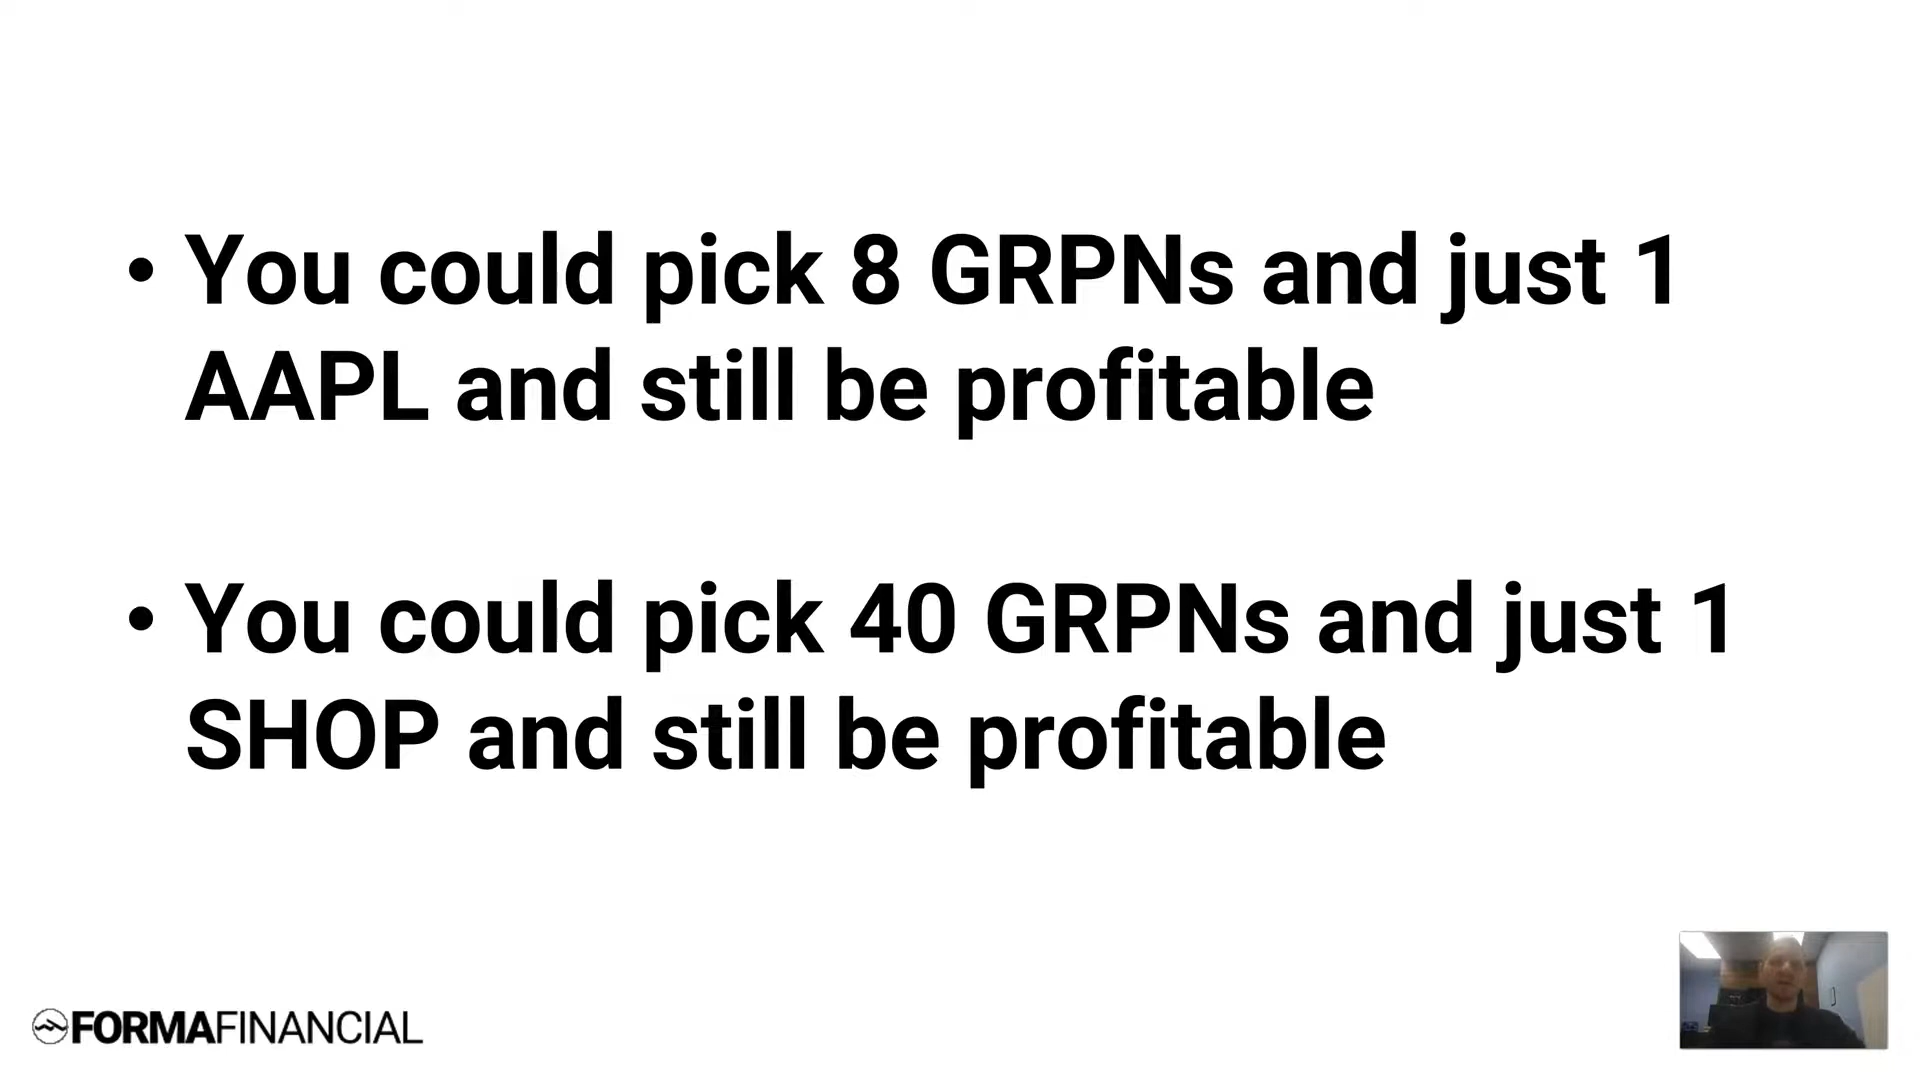 • You could pick 8 GRPNs and just 1
AAPL and still be profitable
• You could pick 40 GRPNs and just 1
SHOP and still be profitable
FORMAFINANCIAL